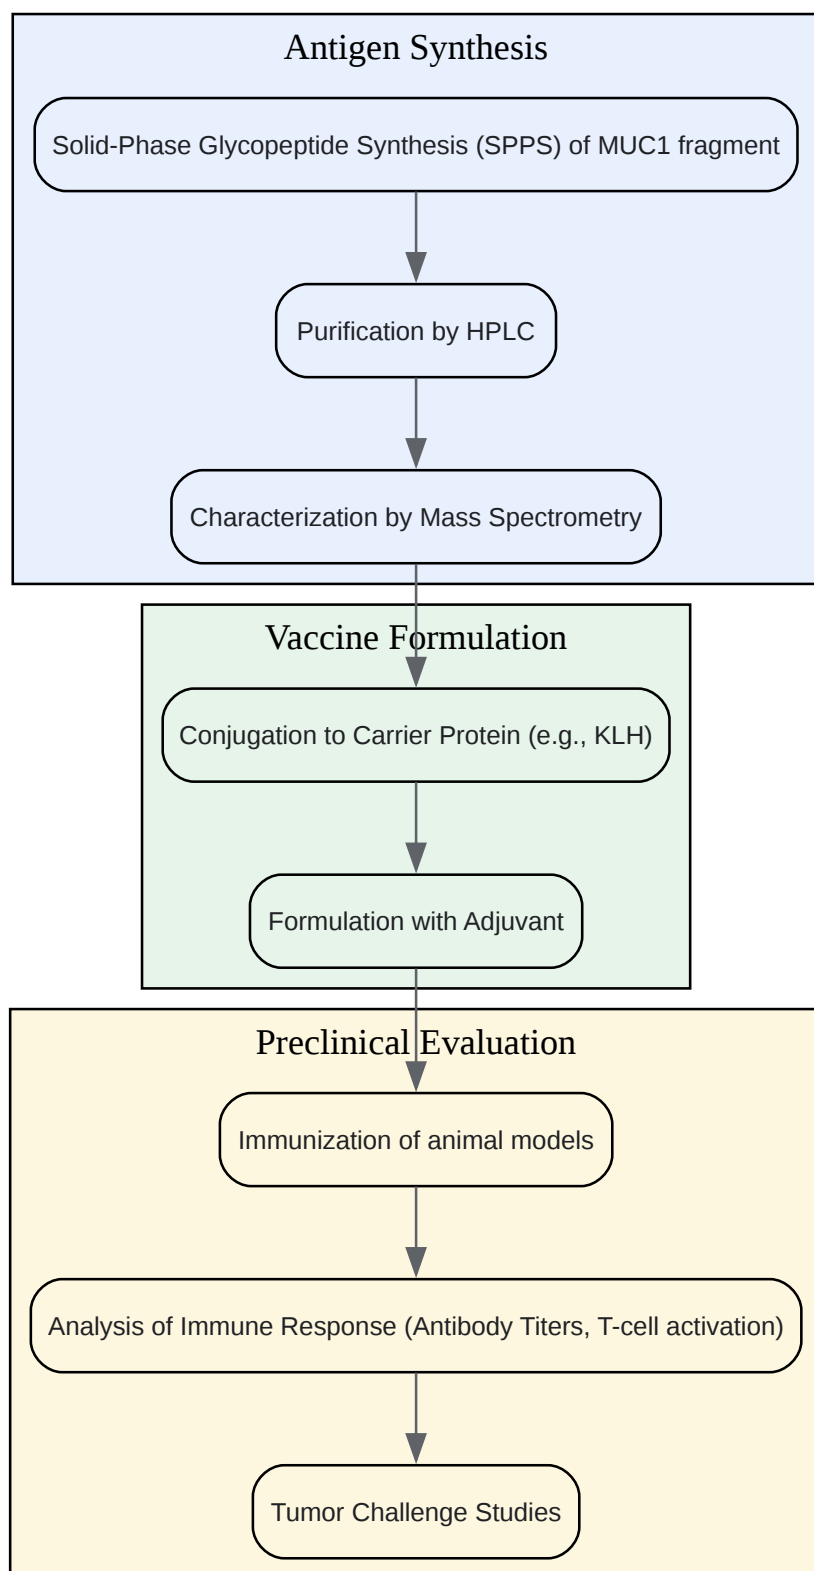 Antigen Synthesis
Solid-Phase Glycopeptide Synthesis (SPPS) of MUC1 fragment
Purification by HPLC
Characterization by Mass Spectrometry
Vaccine Formulation
Conjugation to Carrier Protein (e.g., KLH)
Formulation with Adjuvant
Preclinical Evaluation
Immunization of animal models
Analysis of Immune Response (Antibody Titers, T-cell activation)
Tumor Challenge Studies